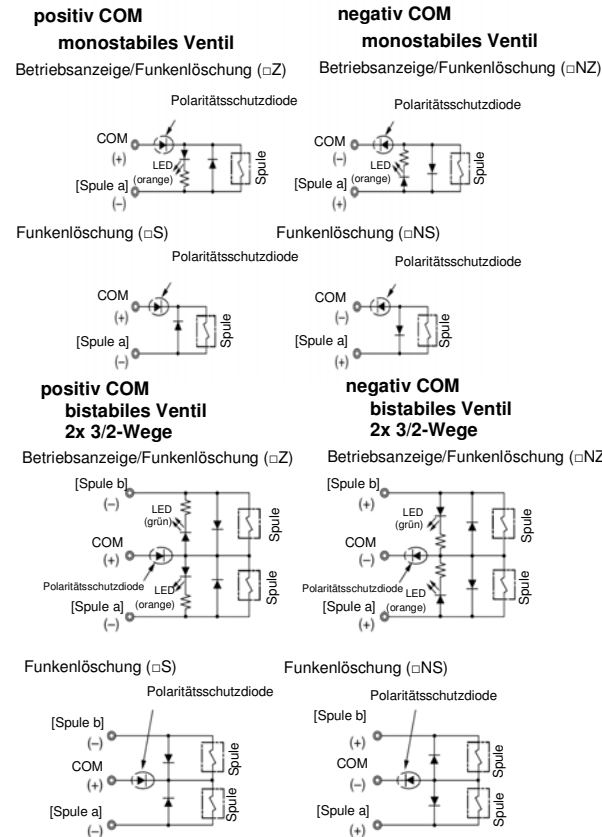 positiv COM
monostabiles Ventil
Betriebsanzeige/Funkenlöschung (□Z)
Polaritätsschutzdiode
COM
(+)
LED
(orange)
[Spule a]
(–)
Spule
negativ COM
monostabiles Ventil
Betriebsanzeige/Funkenlöschung (□NZ)
Polaritätsschutzdiode
COM
(–)
LED
(orange)
[Spule a]
(+)
Spule
Funkenlöschung (□S)
Polaritätsschutzdiode
COM
(+)
[Spule a]
(–)
Spule
Funkenlöschung (□NS)
Polaritätsschutzdiode
COM
(–)
[Spule a]
(+)
Spule
positiv COM
bistabiles Ventil
2x 3/2-Wege
Betriebsanzeige/Funkenlöschung (□Z)
[Spule b]
(–)
LED
(grün)
Spule
COM
(+)
Polaritätsschutzdiode
LED
(orange)
[Spule a]
(–)
Spule
negativ COM
bistabiles Ventil
2x 3/2-Wege
Betriebsanzeige/Funkenlöschung (□NZ
[Spule b]
(+)
LED
(grün)
Spule
COM
(–)
Polaritätsschutzdiode
LED
(orange)
[Spule a]
(+)
Spule
Funkenlöschung (□S)
Polaritätsschutzdiode
[Spule b]
(–)
Spule
COM
(+)
Spule
[Spule a]
(–)
Funkenlöschung (□NS)
Polaritätsschutzdiode
[Spule b]
(+)
Spule
COM
(–)
Spule
[Spule a]
(+)